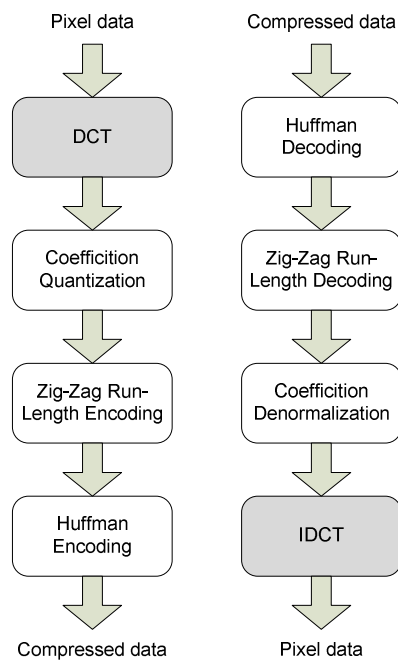 Pixel data
DCT
Coefficition
Quantization
Zig-Zag Run-
Length Encoding
Huffman
Encoding
Compressed data
Compressed data
Huffman
Decoding
Zig-Zag Run-
Length Decoding
Coefficition
Denormalization
IDCT
Pixel data